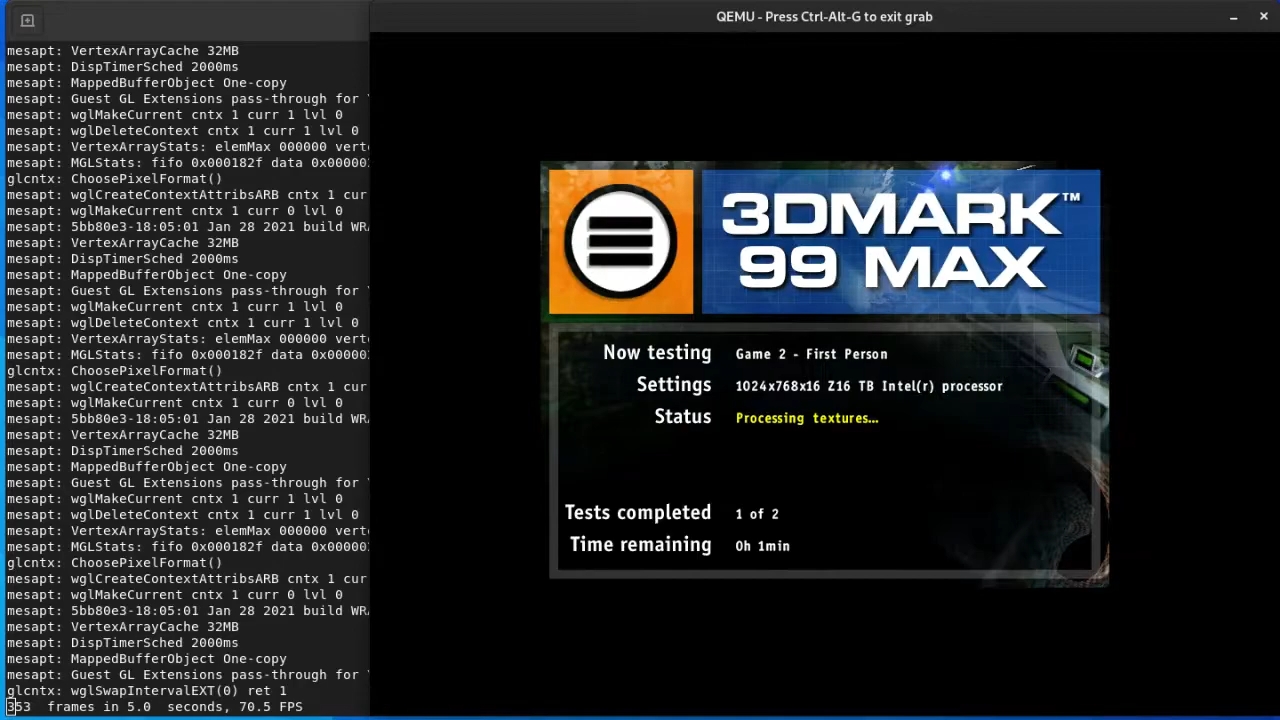 mesapt: VertexArrayCache 32MB
mesapt: DispTimerSched 2000ms
mesapt: MappedBufferObject One-copy
mesapt: Guest GL Extensions pass-through for
mesapt: wglMakeCurrent cntx 1 curr 1 lvl 0
mesapt: wglDeleteContext cntx 1 curr 1 lvl 0
mesapt: VertexArrayStats: elemMax 000000 verte
mesapt: MGLStats: fifo 0x000182f data 0x000003
glcntx: ChoosePixelFormat()
mesapt: wglCreateContextAttribsARB cntx 1 cur
mesapt: wglMakeCurrent cntx 1 curr 0 lvl 0
mesapt: 5bb80e3-18:05:01 Jan 28 2021 build WRA
mesapt: VertexArrayCache 32MB
mesapt: DispTimerSched 2000ms
mesapt: MappedBufferObject One-copy
mesapt: Guest GL Extensions pass-through for
mesapt: wglMakeCurrent cntx 1 curr 1 lvl 0
mesapt: wglDeleteContext cntx 1 curr 1 lvl 0
mesapt: VertexArrayStats: elemMax 000000 verte
mesapt: MGLStats: fifo 0x000182f data 0x000003
glcntx: ChoosePixelFormat()
mesapt: wglCreateContextAttribsARB cntx 1 cur
mesapt: wglMakeCurrent cntx 1 curr 0 lvl 0
mesapt: 5bb80e3-18:05:01 Jan 28 2021 build WRA
mesapt: VertexArrayCache 32MB
mesapt: DispTimerSched 2000ms
mesapt: MappedBufferObject One-copy
mesapt: Guest GL Extensions pass-through for
mesapt: wglMakeCurrent cntx 1 curr 1 lvl 0
mesapt: wglDeleteContext cntx 1 curr 1 lvl 0
mesapt: VertexArrayStats: elemMax 000000 verte
mesapt: MGLStats: fifo 0x000182f data 0x000003
glcntx: ChoosePixelFormat()
mesapt: wglCreateContextAttribsARB cntx 1 cur
mesapt: wglMakeCurrent cntx 1 curr 0 lvl 0
mesapt: 5bb80e3-18:05:01 Jan 28 2021 build WRA
mesapt: VertexArrayCache 32MB
mesapt: DispTimerSched 2000ms
mesapt: MappedBufferObject One-copy
mesapt: Guest GL Extensions pass-through for
glcntx: wglSwapIntervalEXT(0) ret 1
353 frames in 5.0 seconds, 70.5 FPS
QEMU - Press Ctrl-Alt-G to exit grab
3DMARK™
99 MAX
Now testing Game 2 - First Person
Settings 1024x768x16 Z16 TB Intel(r) processor
Status Processing textures...
Tests completed 1 of 2
Time remaining 0h 1min